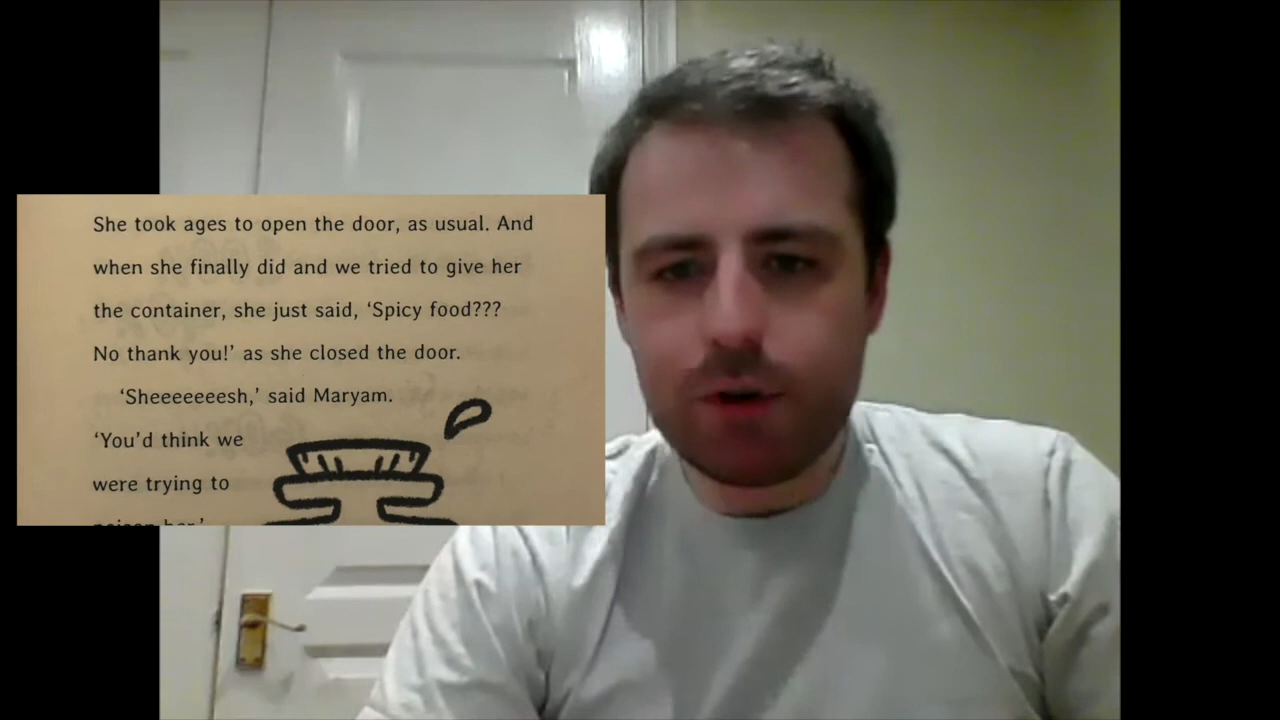 She took ages to open the door, as usual. And
when she finally did and we tried to give her
the container, she just said, ‘Spicy food???
No thank you!’ as she closed the door.
‘Sheeeeeeesh,’ said Maryam.
‘You’d think we
were trying to
poison her.’